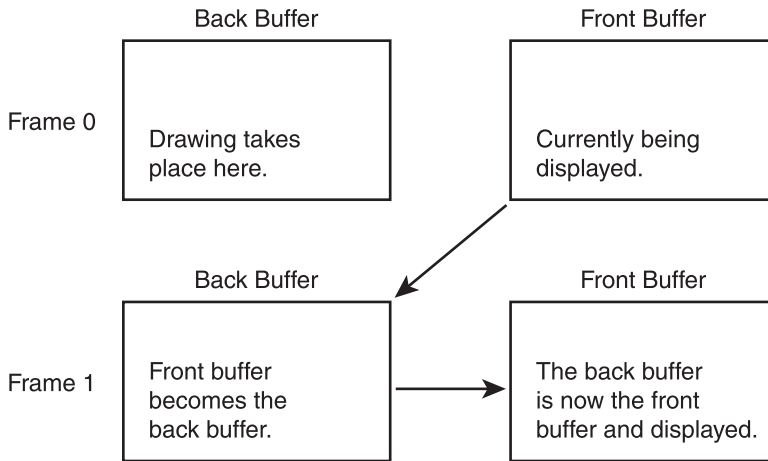 Back Buffer
Front Buffer
Frame 0
Drawing takes
place here.
Currently being
displayed.
Back Buffer
Front Buffer
Frame 1
Front buffer
becomes the
back buffer.
The back buffer
is now the front
buffer and displayed.